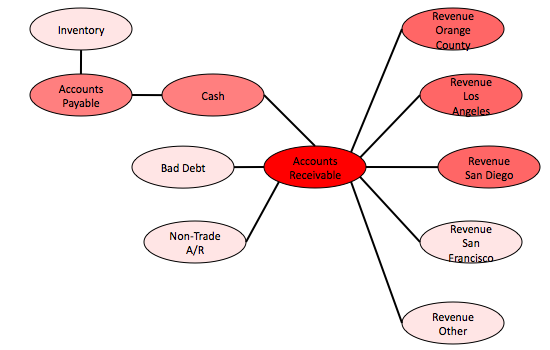 Inventory
Accounts
Payable
Cash
Bad Debt
Non-Trade
A/R
Accounts
Receivable
Revenue
Orange
County
Revenue
Los
Angeles
Revenue
San Diego
Revenue
San
Francisco
Revenue
Other